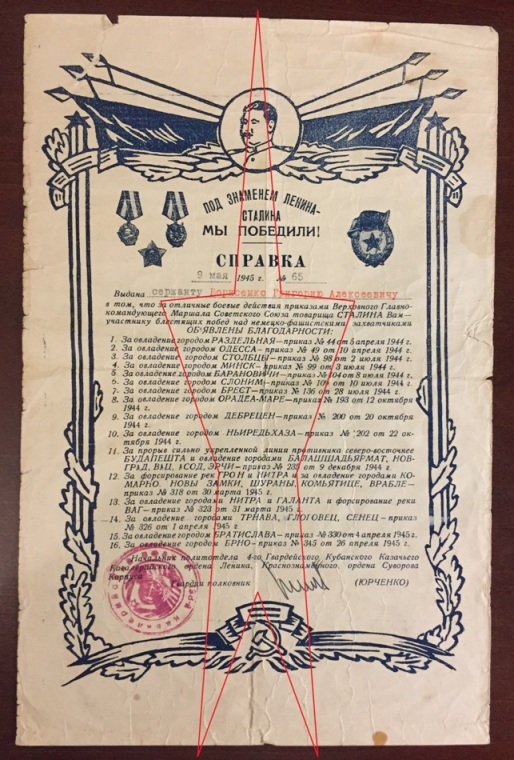 ПОД ЗНАМЕНЕМ ЛЕНИНА-
СТАЛИНА
МЫ ПОБЕДИЛИ!
СПРАВКА
9 мая 1945 г. № 65
Выдана сержанту Борисенко Григорию Алексеевичу
в том, что за отличные боевые действия приказами Верховного Главно-
командующего Маршала Советского Союза товарища СТАЛИНА Вам—
участнику блестящих побед над немецко-фашистскими захватчиками
ОБЪЯВЛЕНЫ БЛАГОДАРНОСТИ:
1. За овладение городом РАЗДЕЛЬНАЯ—приказ № 44 от 5 апреля 1944 г.
2. За овладение городом ОДЕССА—приказ № 49 от 10 апреля 1944 г.
3. За овладение городом СТОЛБЦЫ—приказ № 98 от 2 июля 1944 г.
4. За овладение городом МИНСК—приказ № 99 от 3 июля 1944 г.
5. За овладение городом БАРАНОВИЧИ—приказ № 104 от 8 июля 1944 г.
6. За овладение городом СЛОНИМ—приказ № 109 от 10 июля 1944 г.
7. За овладение городом БРЕСТ—приказ № 136 от 28 июля 1944 г.
8. За овладение городом ОРАДЕА-МАРЕ—приказ № 193 от 12 октября
1944 г.
9. За овладение городом ДЕБРЕЦЕН—приказ № 200 от 20 октября
1944 г.
10. За овладение городом НЬИРЕДЬХАЗА—приказ № 202 от 22 ок-
тября 1944 г.
11. За прорыв сильно укрепленной линии противника северо-восточнее
БУДАПЕШТА и овладение городами БАЛАШШАДЬЯРМАТ, НОВ-
ГРАД, ВАЦ, АСОД, ЭРЧИ—приказ № 233 от 9 декабря 1944 г.
12. За форсирование рек ГРОН и НИТРА и за овладение городами КО-
МАРНО, НОВЫ ЗАМКИ, ШУРАНЫ, КОМЬЯТИЦЕ, ВРАБЛЕ—
приказ № 318 от 30 марта 1945 г.
13. За овладение городами НИТРА и ГАЛАНТА и форсирование реки
ВАГ—приказ № 323 от 31 марта 1945 г.
14. За овладение городами ТРНАВА, ГЛОГОВЕЦ, СЕНЕЦ—приказ
№ 326 от 1 апреля 1945 г.
15. За овладение городом БРАТИСЛАВА—приказ № 330 от 4 апреля 1945 г.
16. За овладение городом БРНО—приказ № 345 от 26 апреля 1945 г.
Начальник политотдела 4-го Гвардейского Кубанского Казачьего
Кавалерийского ордена Ленина, Краснознаменного, ордена Суворова
Корпуса
Гвардии полковник (ЮРЧЕНКО)